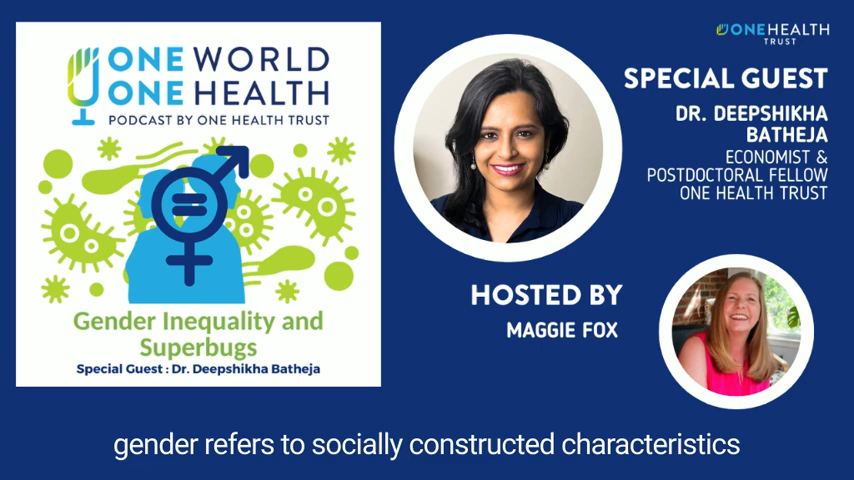 ONE WORLD
ONE HEALTH
PODCAST BY ONE HEALTH TRUST
Gender Inequality and
Superbugs
Special Guest : Dr. Deepshikha Batheja
ONEHEALTH
TRUST
SPECIAL GUEST
DR. DEEPSHIKHA
BATHEJA
ECONOMIST &
POSTDOCTORAL FELLOW
ONE HEALTH TRUST
HOSTED BY
MAGGIE FOX
gender refers to socially constructed characteristics